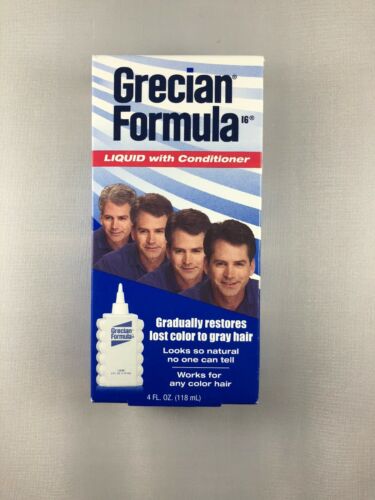 Grecian®
Formula 16®
LIQUID with Conditioner
Gradually restores
lost color to gray hair
Looks so natural
no one can tell
Works for
any color hair
Grecian
Formula
4 FL. OZ. (118 mL)